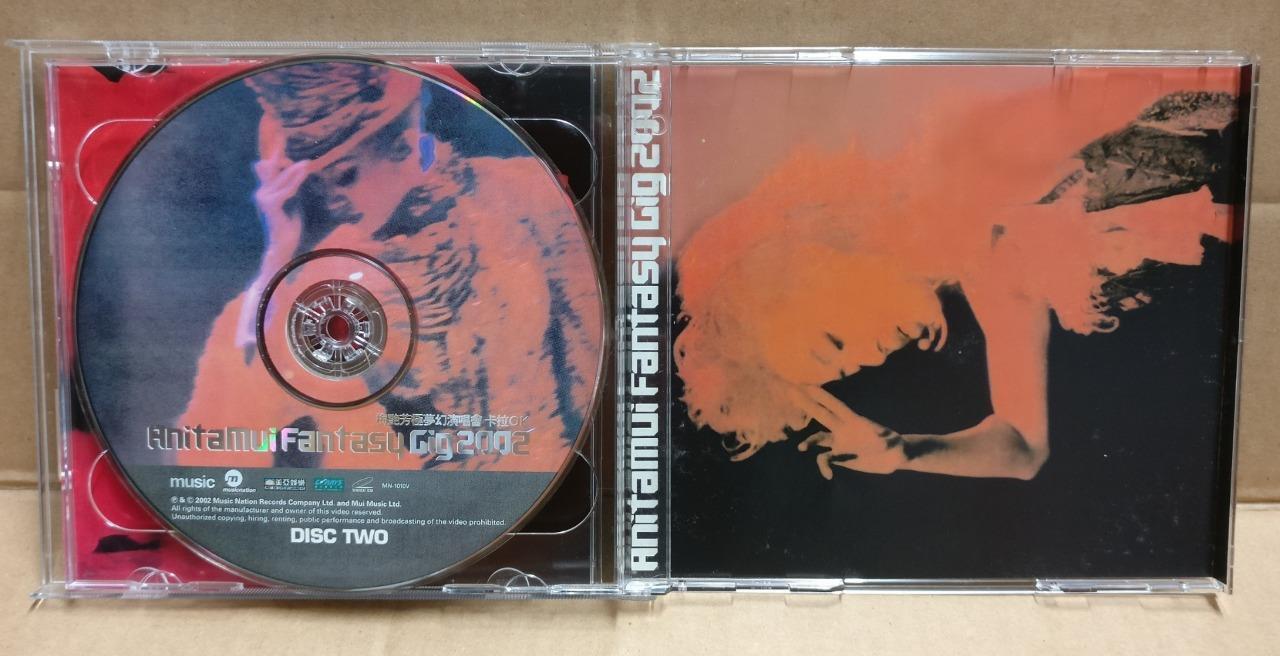 梅艷芳極夢幻演唱會 卡拉OK
AnitaMui Fantasy Gig 2002
music musicnation MN-1010V
℗ & © 2002 Music Nation Records Company Ltd. and Mui Music Ltd.
All rights of the manufacturer and owner of this video reserved.
Unauthorized copying, hiring, renting, public performance and broadcasting of the video prohibited.
DISC TWO
AnitaMui Fantasy Gig 2002